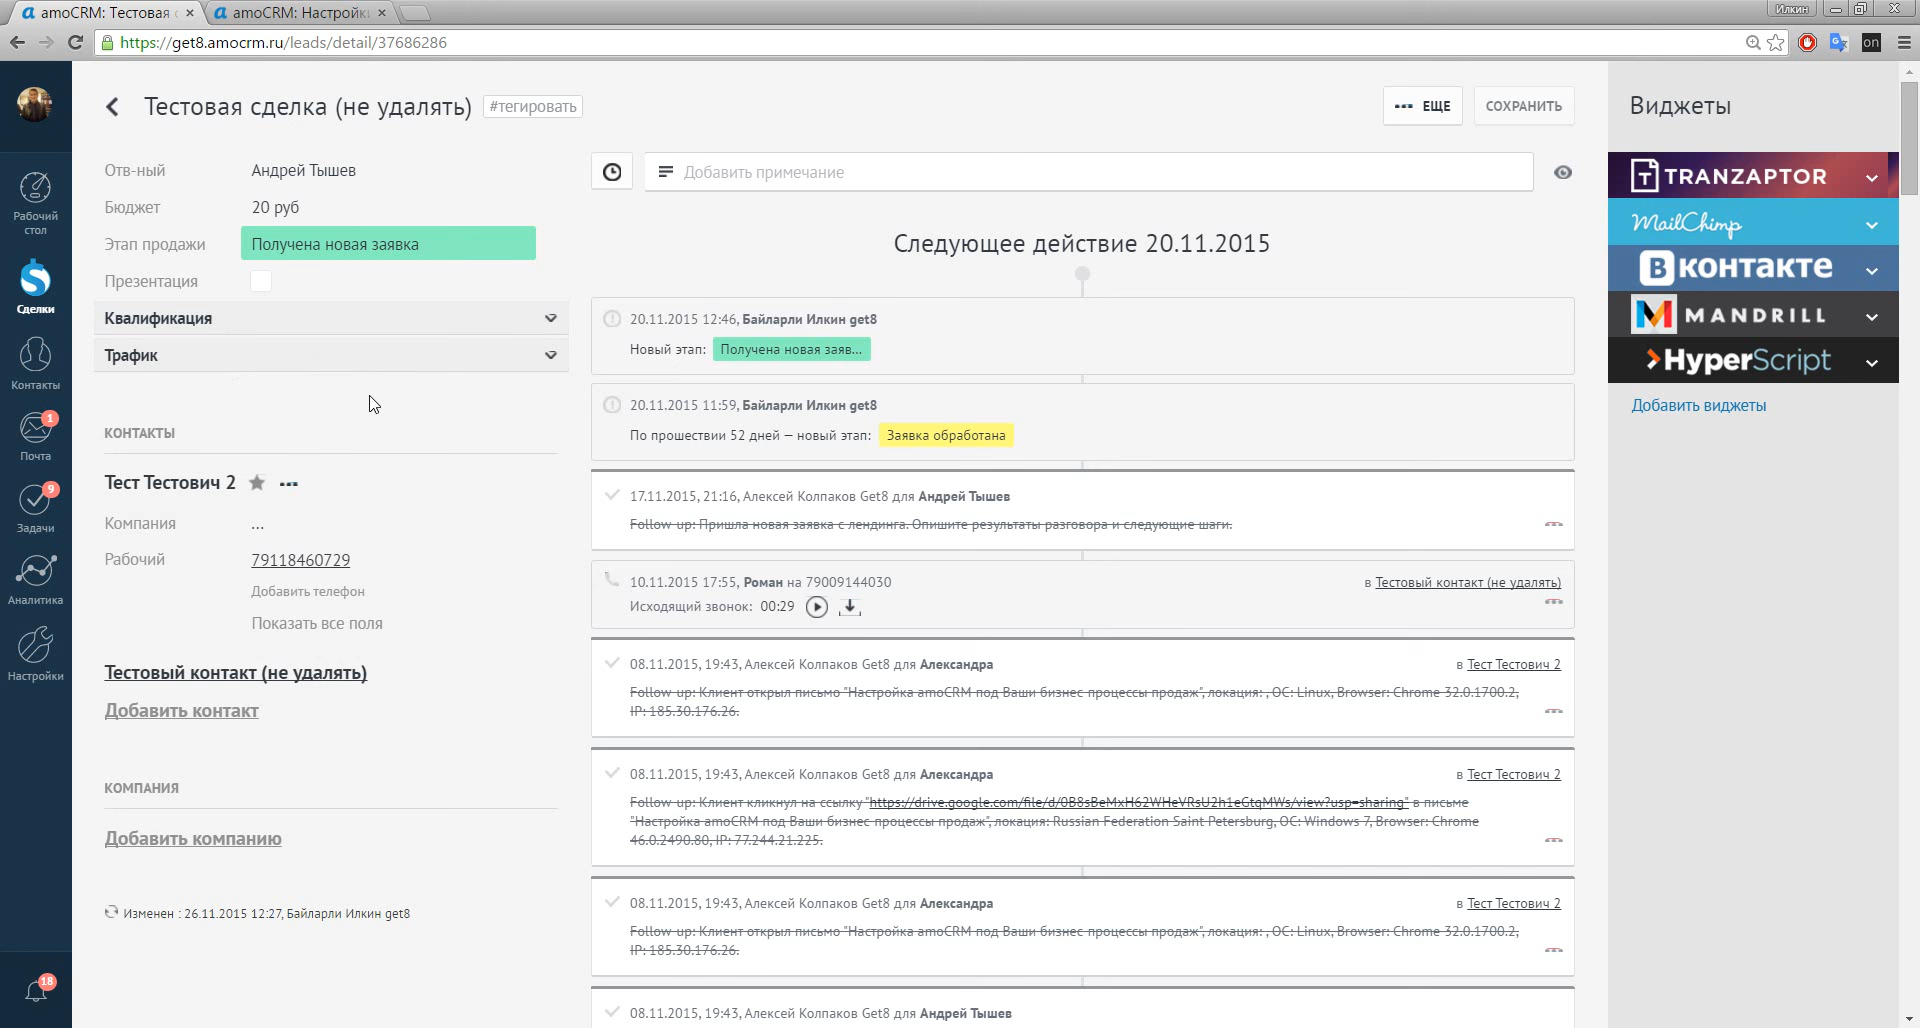 amoCRM: Тестовая
amoCRM: Настройки
Илкин
https://get8.amocrm.ru/leads/detail/37686286
on
Тестовая сделка (не удалять)
#тегировать
ЕЩЕ
СОХРАНИТЬ
Виджеты
Рабочий
стол
Сделки
Контакты
1
Почта
9
Задачи
Аналитика
Настройки
18
Отв-ный
Андрей Тышев
Бюджет
20 руб
Этап продажи
Получена новая заявка
Презентация
Квалификация
Трафик
КОНТАКТЫ
Тест Тестович 2
Компания
...
Рабочий
79118460729
Добавить телефон
Показать все поля
Тестовый контакт (не удалять)
Добавить контакт
КОМПАНИЯ
Добавить компанию
Изменен : 26.11.2015 12:27, Байларли Илкин get8
Добавить примечание
Следующее действие 20.11.2015
20.11.2015 12:46, Байларли Илкин get8
Новый этап: Получена новая заяв...
20.11.2015 11:59, Байларли Илкин get8
По прошествии 52 дней — новый этап: Заявка обработана
17.11.2015, 21:16, Алексей Колпаков Get8 для Андрей Тышев
Follow-up: Пришла новая заявка с лендинга. Опишите результаты разговора и следующие шаги.
10.11.2015 17:55, Роман на 79009144030
в Тестовый контакт (не удалять)
Исходящий звонок: 00:29
08.11.2015, 19:43, Алексей Колпаков Get8 для Александра
в Тест Тестович 2
Follow-up: Клиент открыл письмо "Настройка amoCRM под Ваши бизнес процессы продаж", локация: , ОС: Linux, Browser: Chrome 32.0.1700.2,
IP: 185.30.176.26.
08.11.2015, 19:43, Алексей Колпаков Get8 для Александра
в Тест Тестович 2
Follow-up: Клиент кликнул на ссылку "https://drive.google.com/file/d/0B8sBeMxH62WHeVRsU2h1eGtqMWs/view?usp=sharing" в письме
"Настройка amoCRM под Ваши бизнес процессы продаж", локация: Russian Federation Saint Petersburg, ОС: Windows 7, Browser: Chrome
46.0.2490.80, IP: 77.244.21.225.
08.11.2015, 19:43, Алексей Колпаков Get8 для Александра
в Тест Тестович 2
Follow-up: Клиент открыл письмо "Настройка amoCRM под Ваши бизнес процессы продаж", локация: , ОС: Linux, Browser: Chrome 32.0.1700.2,
IP: 185.30.176.26.
08.11.2015, 19:43, Алексей Колпаков Get8 для Андрей Тышев
TRANZAPTOR
MailChimp
Вконтакте
MANDRILL
HyperScript
Добавить виджеты